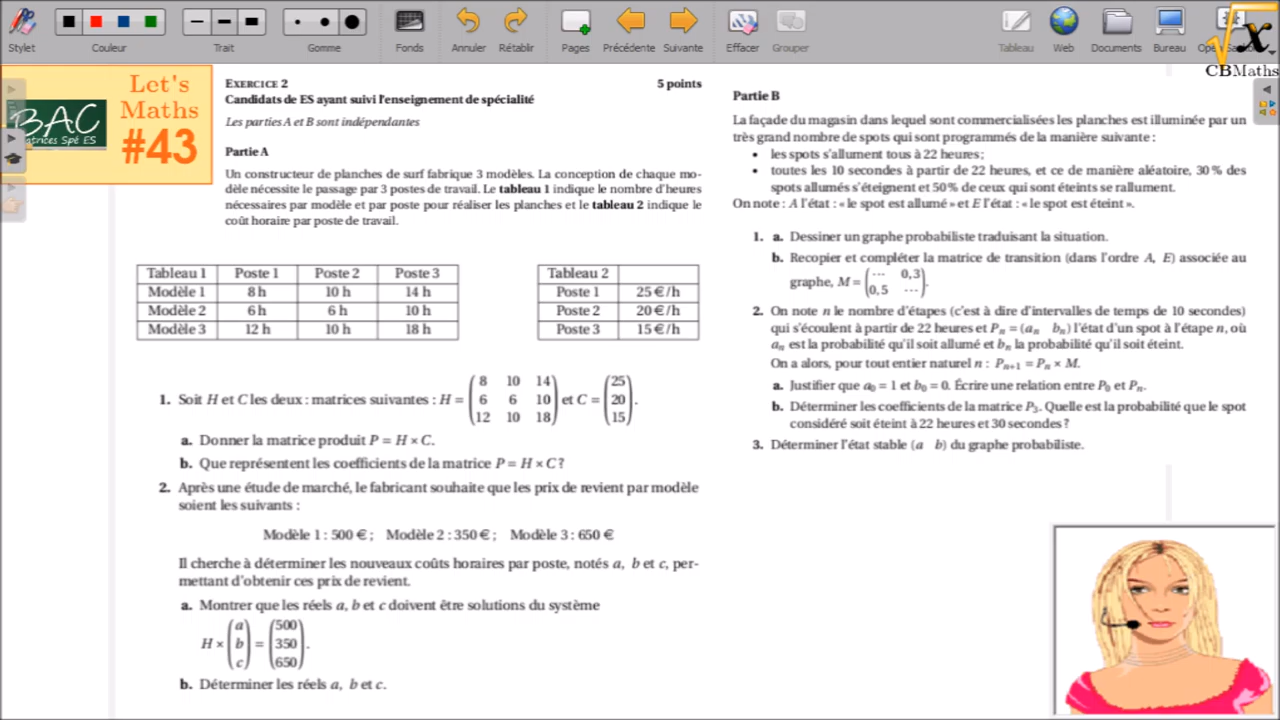 Stylet
Couleur
Trait
Gomme
Fonds
Annuler
Rétablir
Pages
Précédente
Suivante
Effacer
Grouper
Tableau
Web
Documents
Bureau
x
CBMaths
Let's
Maths
#43
BAC
EXERCICE 2 5 points
Candidats de ES ayant suivi l'enseignement de spécialité
Les parties A et B sont indépendantes
Partie A
Un constructeur de planches de surf fabrique 3 modèles. La conception de chaque mo-
dèle nécessite le passage par 3 postes de travail. Le tableau 1 indique le nombre d'heures
nécessaires par modèle et par poste pour réaliser les planches et le tableau 2 indique le
coût horaire par poste de travail.
Tableau 1 Poste 1 Poste 2 Poste 3
Modèle 1 8 h 10 h 14 h
Modèle 2 6 h 6 h 10 h
Modèle 3 12 h 10 h 18 h
Tableau 2
Poste 1 25 €/h
Poste 2 20 €/h
Poste 3 15 €/h
1. Soit H et C les deux : matrices suivantes : H = (8 10 14
6 6 10
12 10 18) et C = (25
20
15).
a. Donner la matrice produit P = H × C.
b. Que représentent les coefficients de la matrice P = H × C ?
2. Après une étude de marché, le fabricant souhaite que les prix de revient par modèle
soient les suivants :
Modèle 1 : 500 € ; Modèle 2 : 350 € ; Modèle 3 : 650 €
Il cherche à déterminer les nouveaux coûts horaires par poste, notés a, b et c, per-
mettant d'obtenir ces prix de revient.
a. Montrer que les réels a, b et c doivent être solutions du système
H × (a
b
c) = (500
350
650).
b. Déterminer les réels a, b et c.
Partie B
La façade du magasin dans lequel sont commercialisées les planches est illuminée par un
très grand nombre de spots qui sont programmés de la manière suivante :
• les spots s'allument tous à 22 heures ;
• toutes les 10 secondes à partir de 22 heures, et ce de manière aléatoire, 30 % des
spots allumés s'éteignent et 50 % de ceux qui sont éteints se rallument.
On note : A l'état : « le spot est allumé » et E l'état : « le spot est éteint ».
1. a. Dessiner un graphe probabiliste traduisant la situation.
b. Recopier et compléter la matrice de transition (dans l'ordre A, E) associée au
graphe, M = (... 0,3
0,5 ...).
2. On note n le nombre d'étapes (c'est à dire d'intervalles de temps de 10 secondes)
qui s'écoulent à partir de 22 heures et Pn = (an bn) l'état d'un spot à l'étape n, où
an est la probabilité qu'il soit allumé et bn la probabilité qu'il soit éteint.
On a alors, pour tout entier naturel n : Pn+1 = Pn × M.
a. Justifier que a0 = 1 et b0 = 0. Écrire une relation entre P0 et Pn.
b. Déterminer les coefficients de la matrice P3. Quelle est la probabilité que le spot
considéré soit éteint à 22 heures et 30 secondes ?
3. Déterminer l'état stable (a b) du graphe probabiliste.